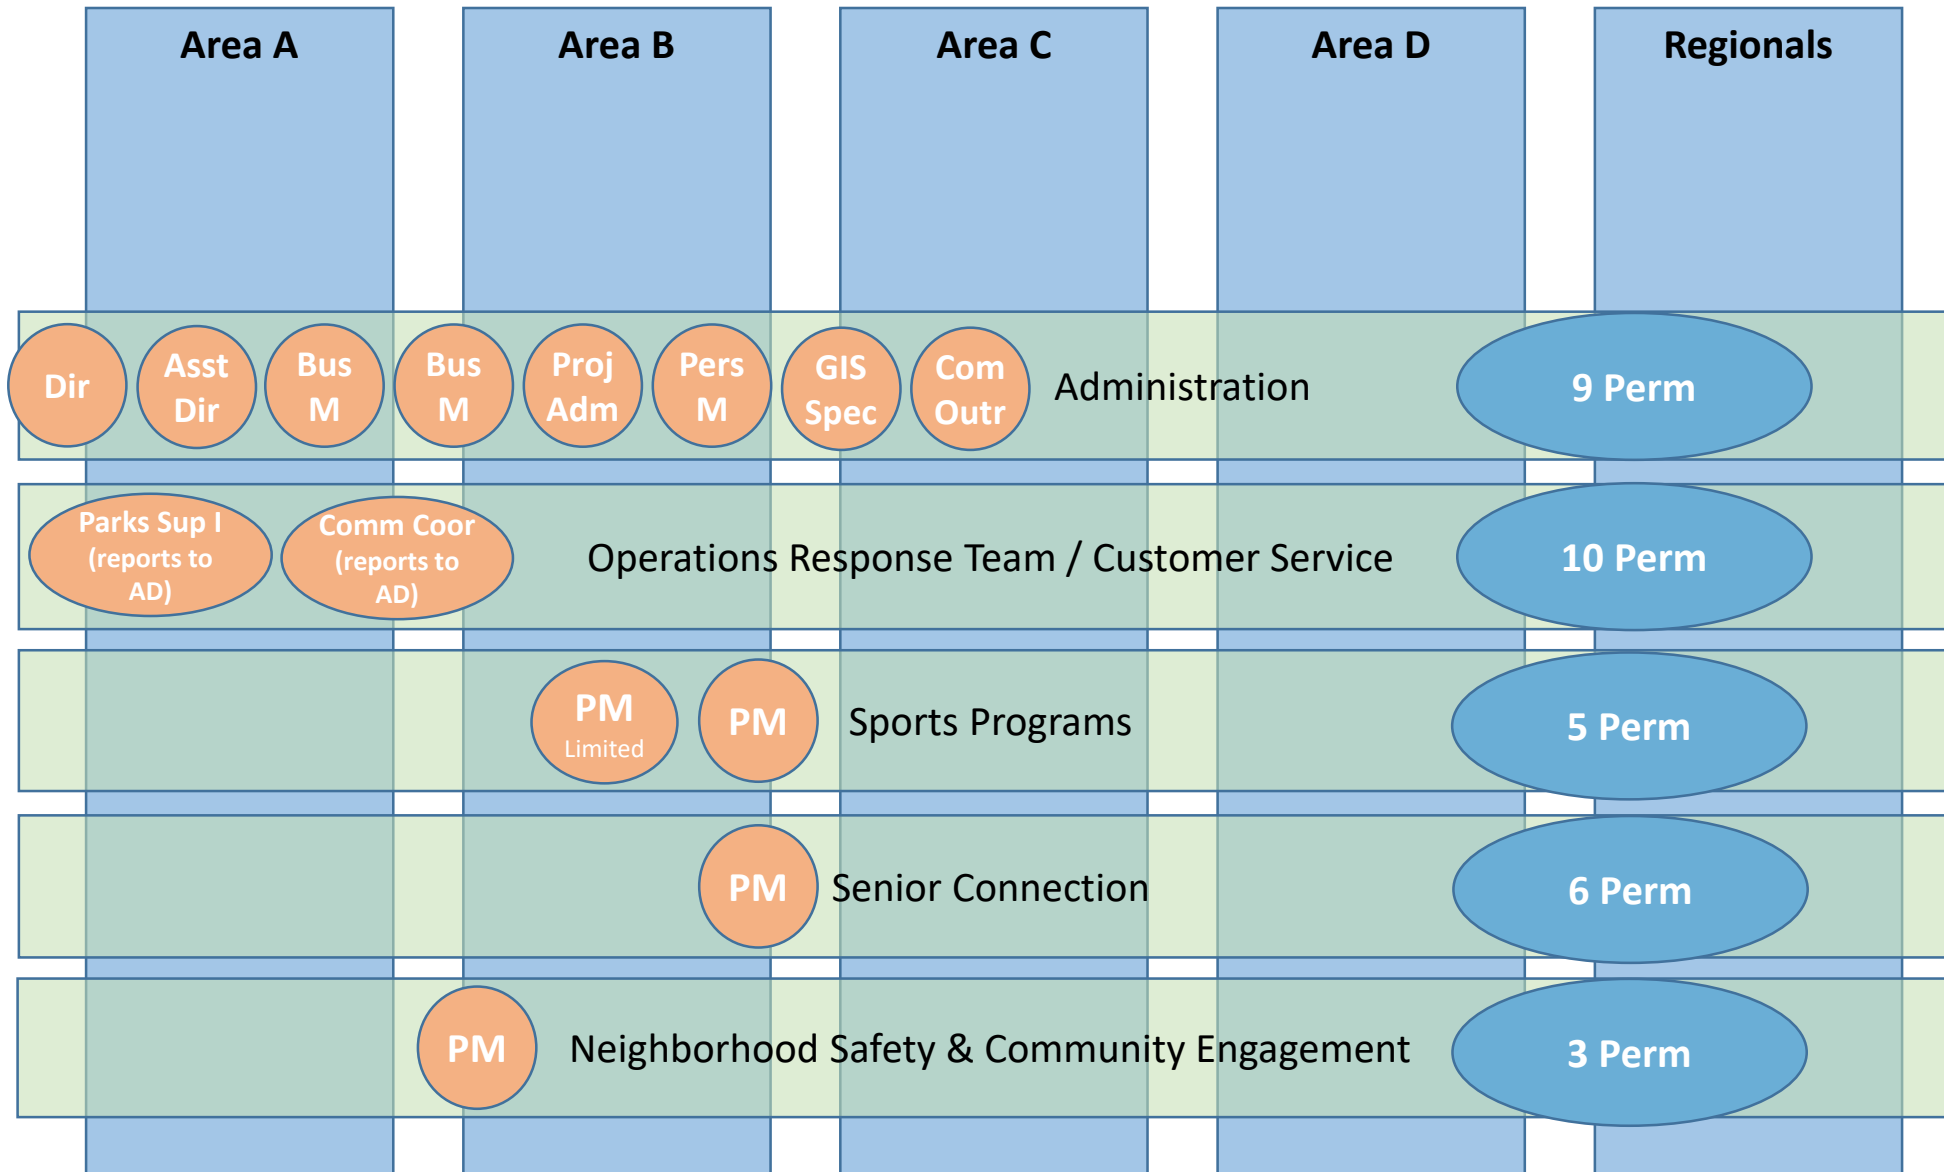 Area A
Area B
Area C
Area D
Regionals
Dir
Asst
Dir
Bus
M
Bus
M
Proj
Adm
Pers
M
GIS
Spec
Com
Outr
Administration
9 Perm
Parks Sup I
(reports to
AD)
Comm Coor
(reports to
AD)
Operations Response Team / Customer Service
10 Perm
PM
Limited
PM
Sports Programs
5 Perm
PM
Senior Connection
6 Perm
PM
Neighborhood Safety & Community Engagement
3 Perm